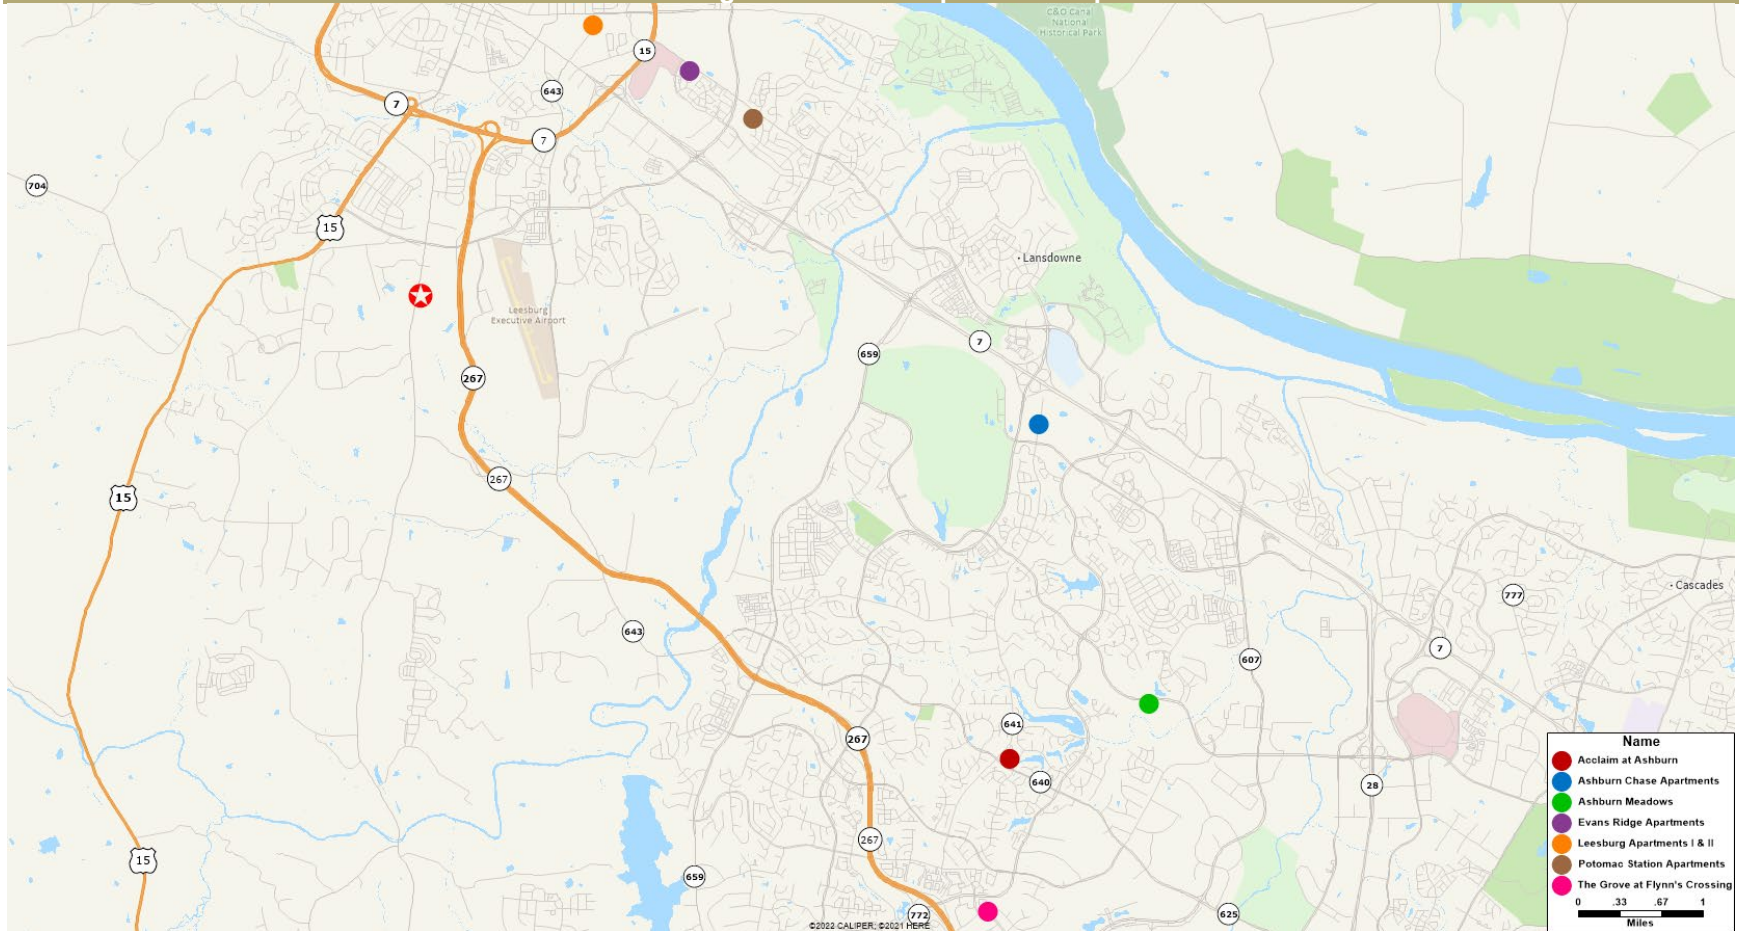 C&O Canal
National
Historical Park
15
643
7
7
704
15
Lansdowne
Leesburg
Executive Airport
7
659
267
267
15
Cascades
777
643
7
607
641
267
640
28
267
15
659
772
625
Name
Acclaim at Ashburn
Ashburn Chase Apartments
Ashburn Meadows
Evans Ridge Apartments
Leesburg Apartments I & II
Potomac Station Apartments
The Grove at Flynn's Crossing
0 .33 .67 1
Miles
©2022 CALIPER; ©2021 HERE